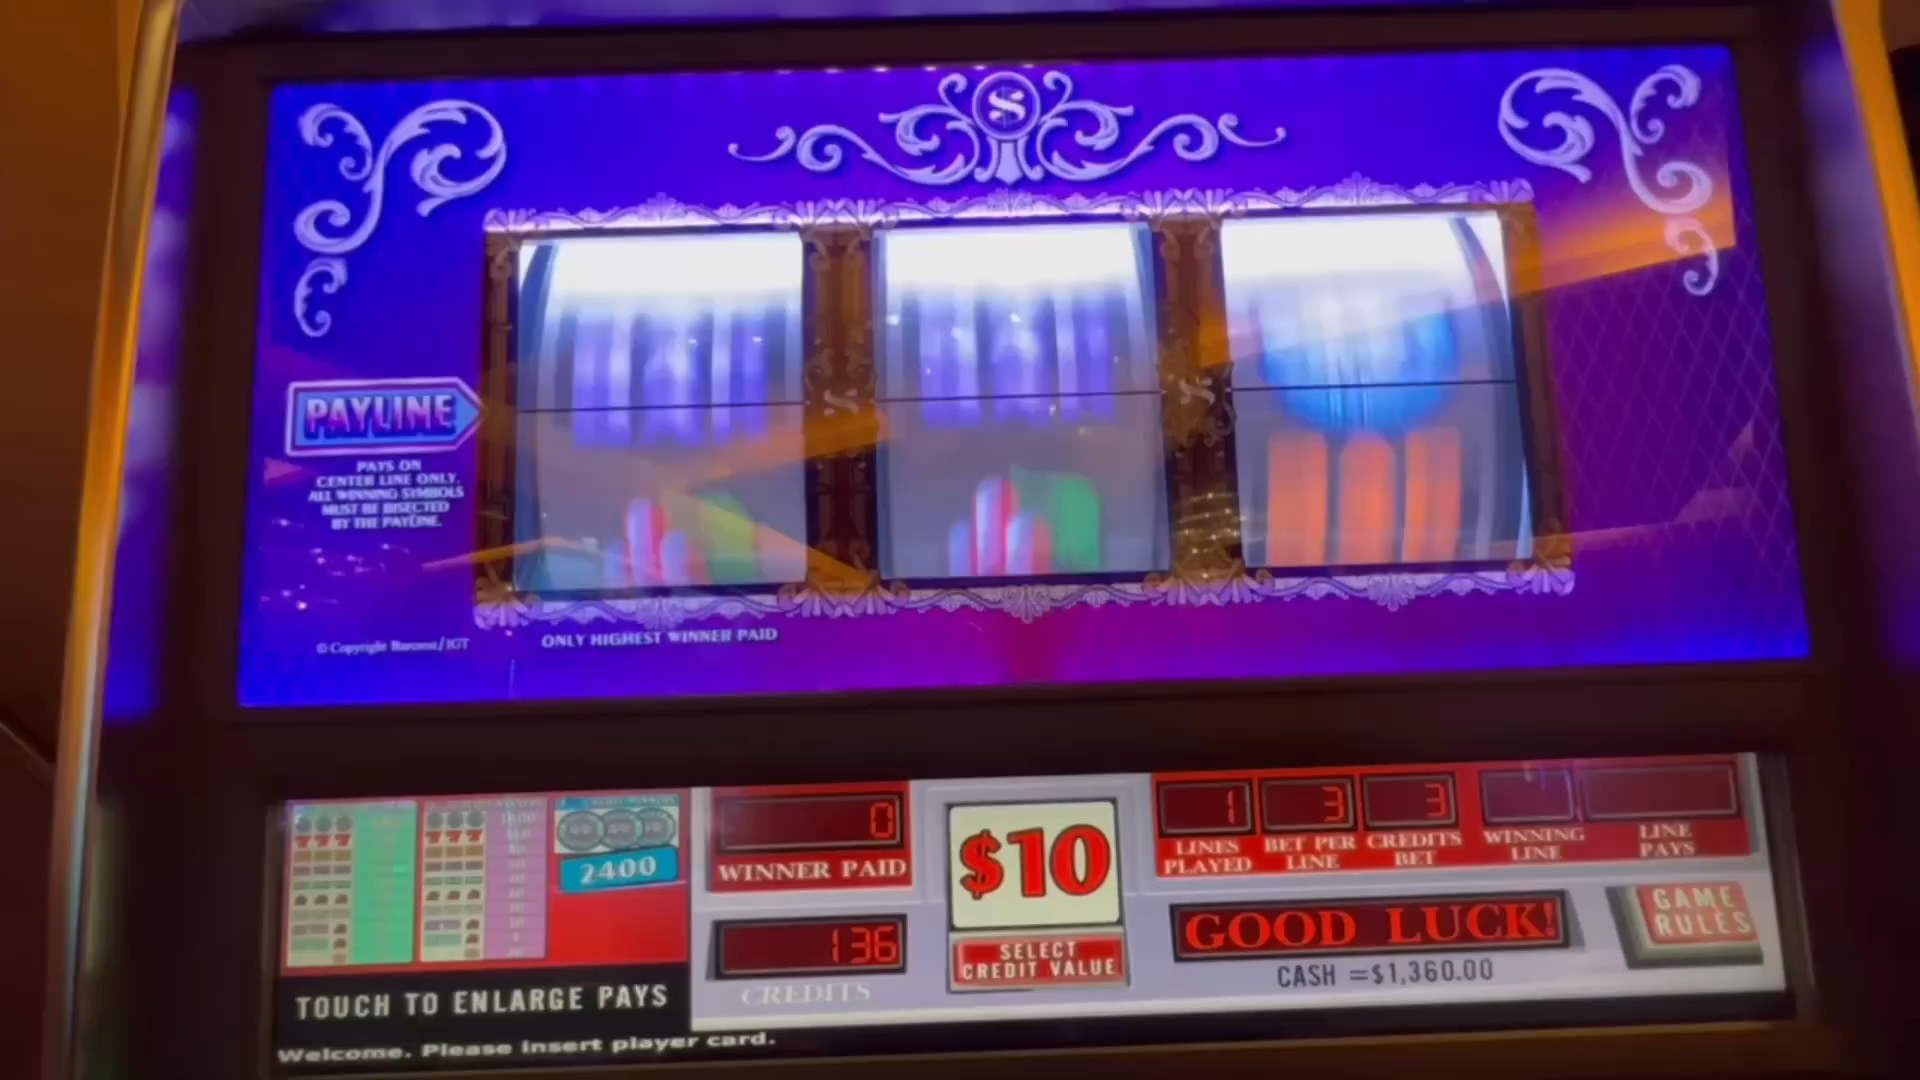 $
PAYLINE
PAYS ON
CENTER LINE ONLY.
ALL WINNING SYMBOLS
MUST BE BISECTED
BY THE PAYLINE.
© Copyright Barcrest/IGT
ONLY HIGHEST WINNER PAID
2400
TOUCH TO ENLARGE PAYS
0
WINNER PAID
136
CREDITS
$10
SELECT
CREDIT VALUE
1
LINES
PLAYED
3
BET PER
LINE
3
CREDITS
BET
WINNING
LINE
LINE
PAYS
GOOD LUCK!
CASH =$1,360.00
GAME
RULES
Welcome. Please insert player card.